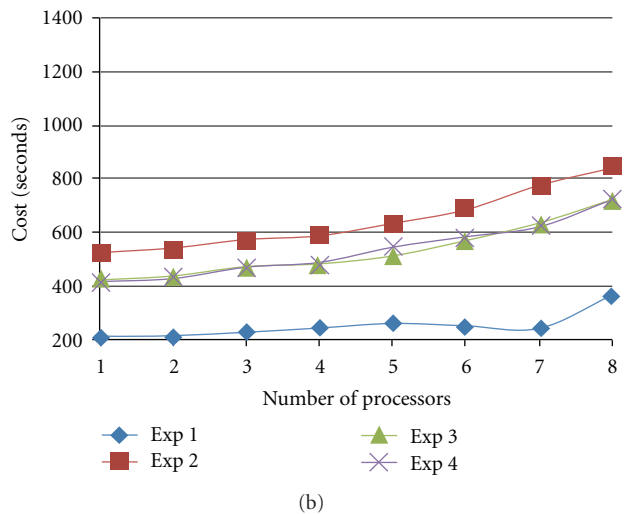 1400
1200
1000
800
600
400
200
Cost (seconds)
1 2 3 4 5 6 7 8
Number of processors
Exp 1
Exp 2
Exp 3
Exp 4
(b)